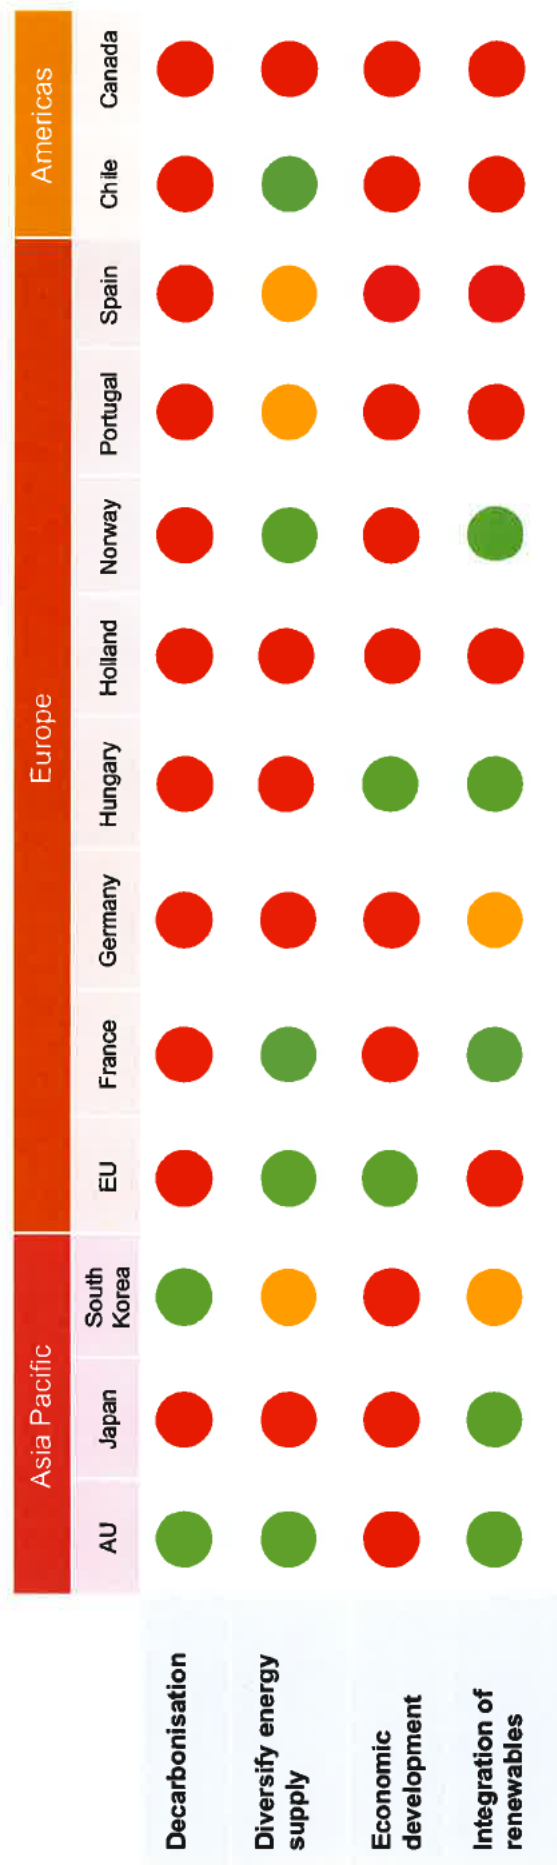 Asia Pacific
Europe
Americas
AU
Japan
South
Korea
EU
France
Germany
Hungary
Holland
Norway
Portugal
Spain
Chile
Canada
Decarbonisation
Diversify energy
supply
Economic
development
Integration of
renewables